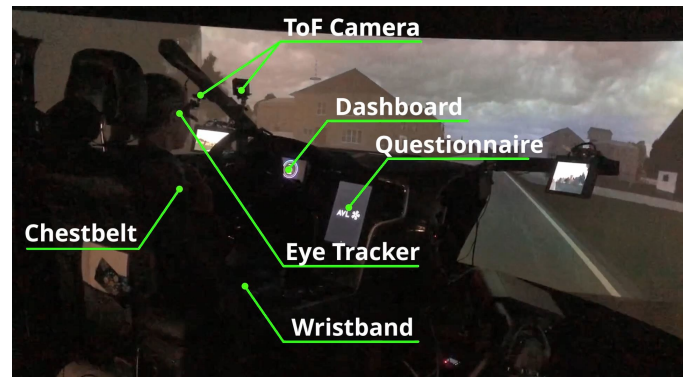 ToF Camera
Dashboard
Questionnaire
AVL
Chestbelt
Eye Tracker
Wristband